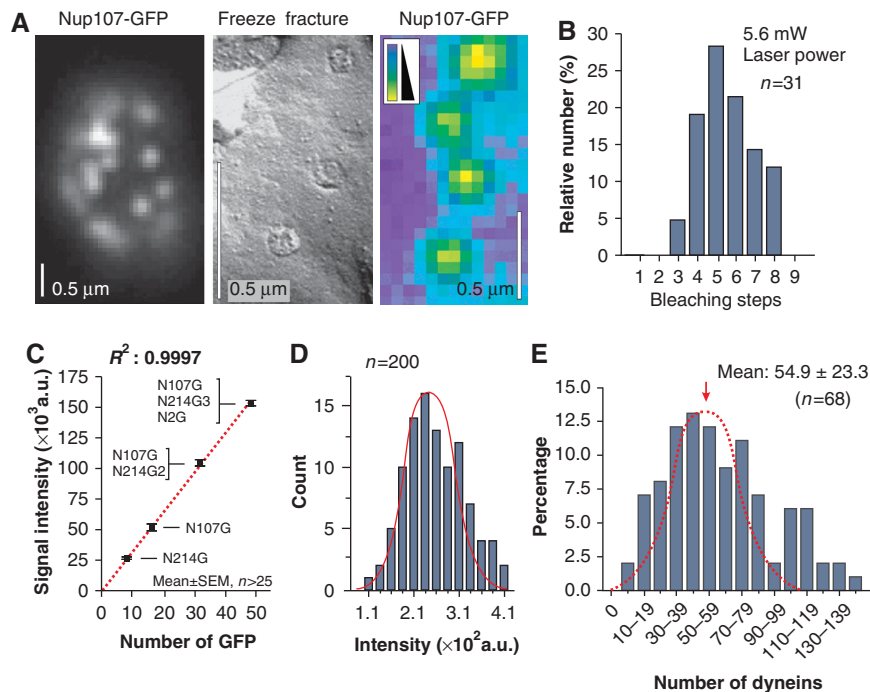 A
Nup107-GFP
Freeze fracture
Nup107-GFP
0.5 μm
0.5 μm
0.5 μm
B
5.6 mW
Laser power
n=31
Relative number (%)
30
25
20
15
10
5
0
1 2 3 4 5 6 7 8 9
Bleaching steps
C
R²: 0.9997
Signal intensity (×10³a.u.)
175
150
125
100
75
50
25
0
N107G
N214G3
N2G
N107G
N214G2
N107G
N214G
Mean±SEM, n>25
0 10 20 30 40 50
Number of GFP
D
n=200
Count
15
10
5
0
1.1 2.1 3.1 4.1
Intensity (×10²a.u.)
E
Mean: 54.9 ± 23.3
(n=68)
Percentage
15.0
12.5
10.0
7.5
5.0
2.5
0.0
0 10–19 30–39 50–59 70–79 90–99 110–119 130–139
Number of dyneins